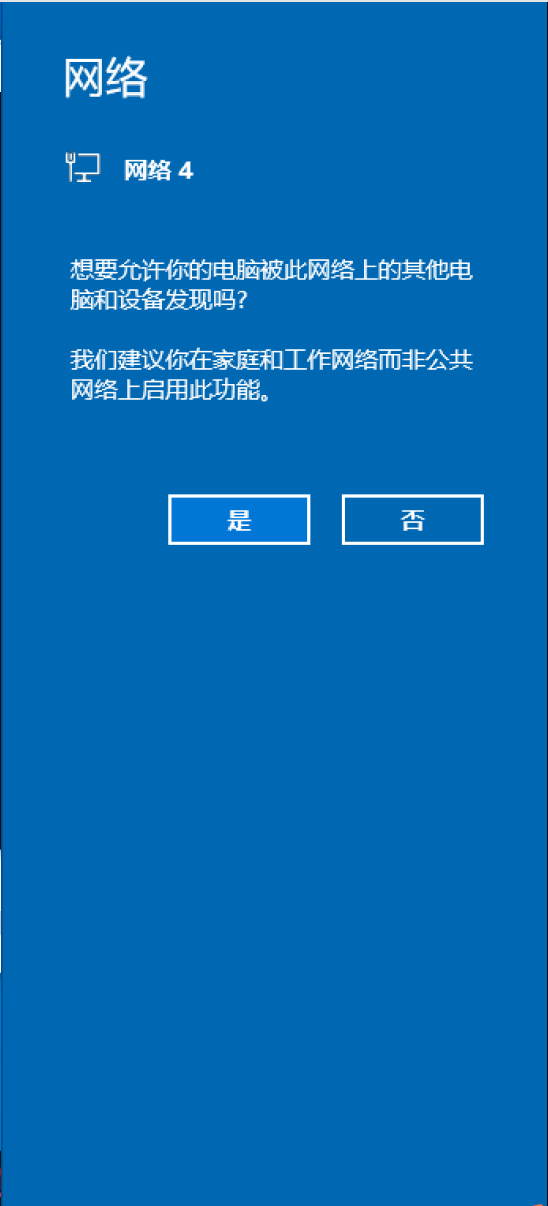 网络
网络 4
想要允许你的电脑被此网络上的其他电
脑和设备发现吗?
我们建议你在家庭和工作网络而非公共
网络上启用此功能。
是
否